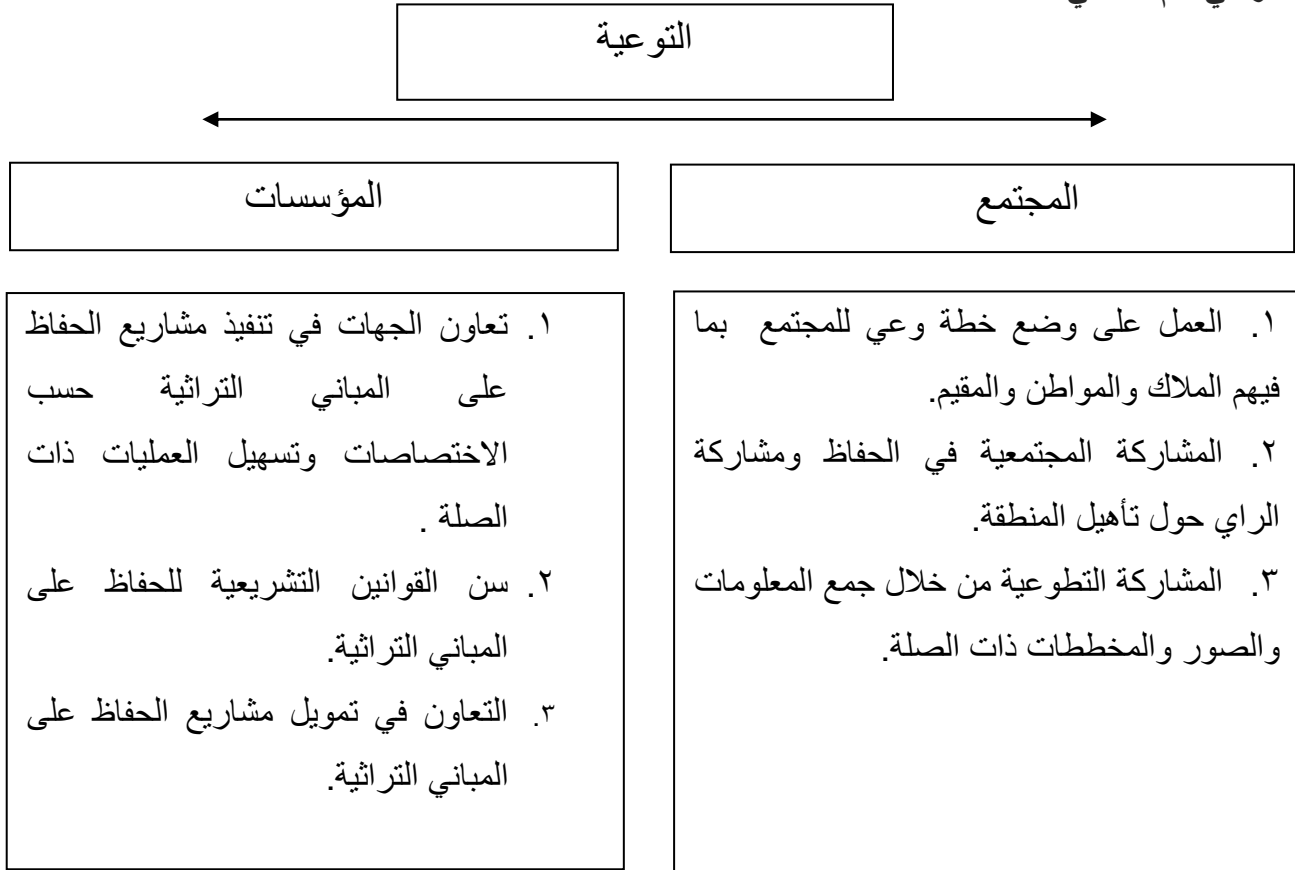 التوعية
المجتمع
المؤسسات
١. العمل على وضع خطة وعي للمجتمع بما
فيهم الملاك والمواطن والمقيم.
٢. المشاركة المجتمعية في الحفاظ ومشاركة
الراي حول تأهيل المنطقة.
٣. المشاركة التطوعية من خلال جمع المعلومات
والصور والمخططات ذات الصلة.
١. تعاون الجهات في تنفيذ مشاريع الحفاظ
على المباني التراثية حسب
الاختصاصات وتسهيل العمليات ذات
الصلة .
٢. سن القوانين التشريعية للحفاظ على
المباني التراثية.
٣. التعاون في تمويل مشاريع الحفاظ على
المباني التراثية.